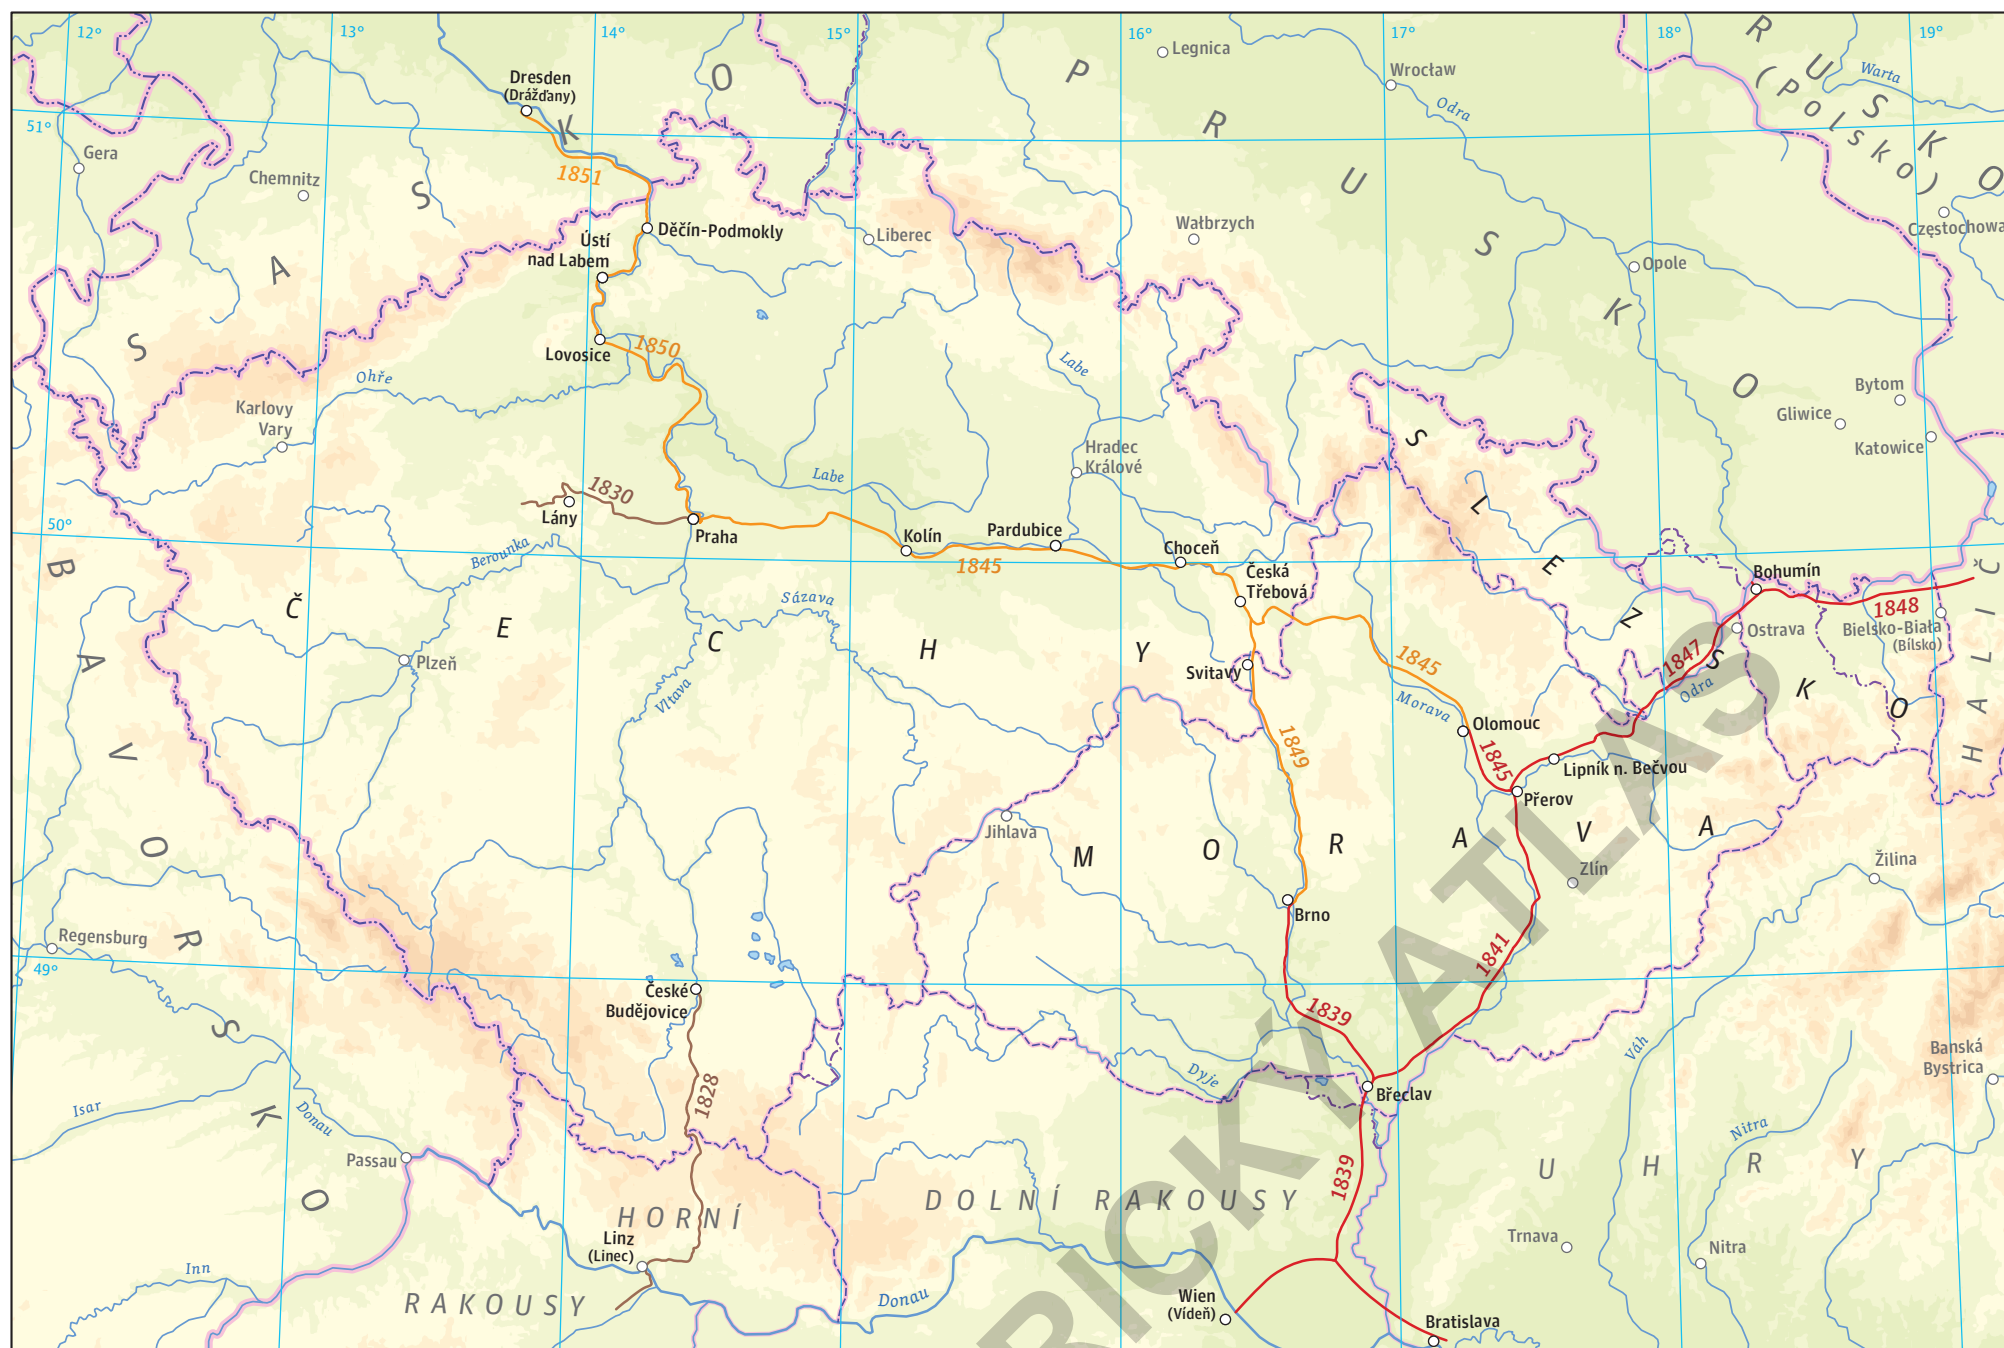 12°
13°
14°
15°
16°
17°
18°
19°
51°
50°
49°
Legnica
Wrocław
Odra
Warta
RUSKO
(Polsko)
PRUSKO
SASKO
Dresden
(Drážďany)
1851
Gera
Chemnitz
Děčín-Podmokly
Ústí
nad Labem
Liberec
Wałbrzych
Opole
Częstochowa
Lovosice
1850
Labe
Ohře
Karlovy
Vary
Bytom
Gliwice
Katowice
Hradec
Králové
Labe
1830
Lány
Praha
Kolín
Pardubice
1845
Choceň
Česká
Třebová
Berounka
Sázava
SLEZSKO
Bohumín
1848
Bielsko-Biała
(Bílsko)
Ostrava
1847
Odra
HALIČ
BAVORSKO
ČECHY
Plzeň
Vltava
Svitavy
1845
Morava
1849
Olomouc
1845
Lipník n. Bečvou
Přerov
Jihlava
MORAVA
Zlín
Žilina
Brno
Regensburg
1841
České
Budějovice
1839
Váh
Banská
Bystrica
Dyje
Břeclav
1828
Isar
Donau
Nitra
Passau
UHRY
1839
DOLNÍ RAKOUSY
HORNÍ
RAKOUSY
Linz
(Linec)
Trnava
Nitra
Inn
Donau
Wien
(Vídeň)
Bratislava
RICKÝ ATLAS